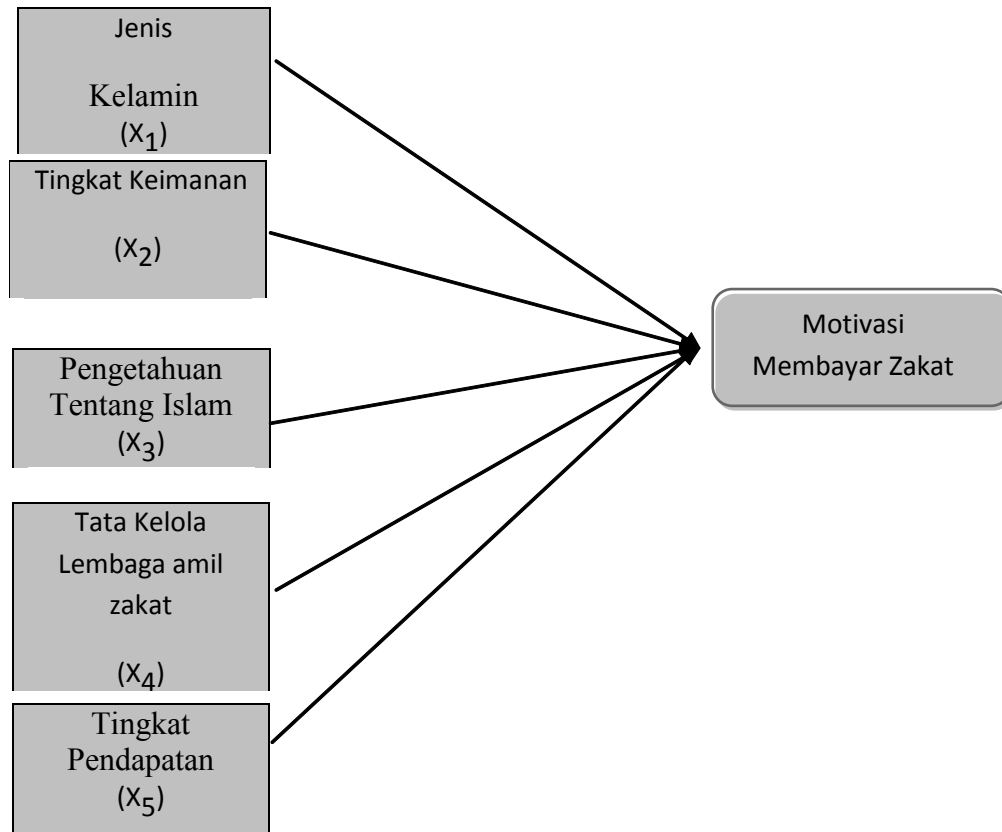 Jenis
Kelamin
(X1)
Tingkat Keimanan
(X2)
Pengetahuan
Tentang Islam
(X3)
Tata Kelola
Lembaga amil
zakat
(X4)
Tingkat
Pendapatan
(X5)
Motivasi
Membayar Zakat